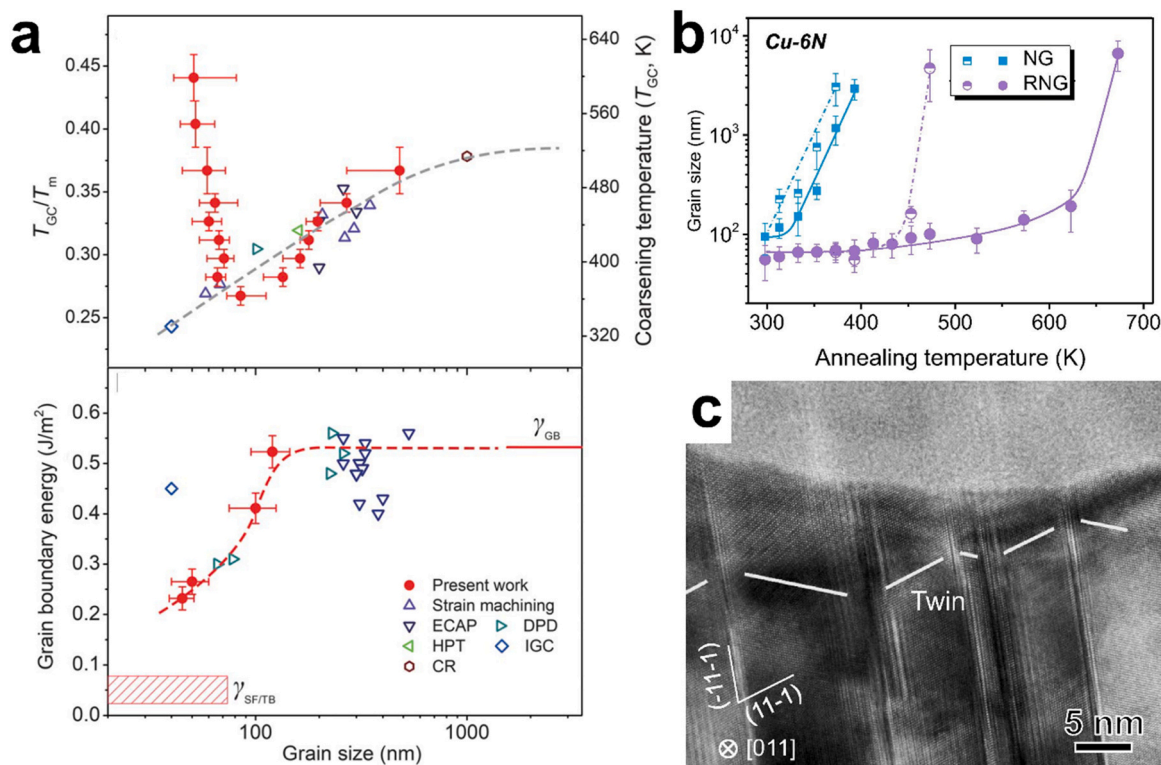 a
T_GC/T_m
0.45
0.40
0.35
0.30
0.25
Coarsening temperature (T_GC, K)
640
560
480
400
320
Grain boundary energy (J/m²)
0.6
0.5
0.4
0.3
0.2
0.1
0.0
γ_GB
Present work
Strain machining
ECAP
DPD
HPT
IGC
CR
γ_SF/TB
100
1000
Grain size (nm)
b
Cu-6N
NG
RNG
Grain size (nm)
10⁴
10³
10²
300
400
500
600
700
Annealing temperature (K)
c
Twin
(-11-1)
(11-1)
⊗ [011]
5 nm